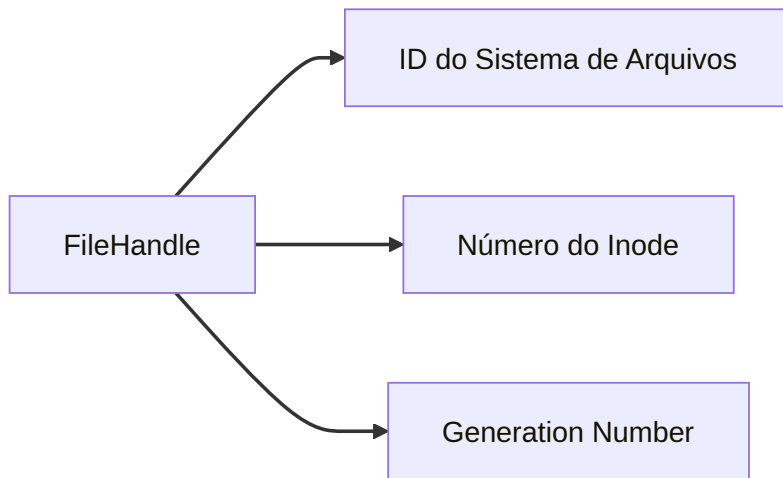 ID do Sistema de Arquivos
FileHandle
Número do Inode
Generation Number